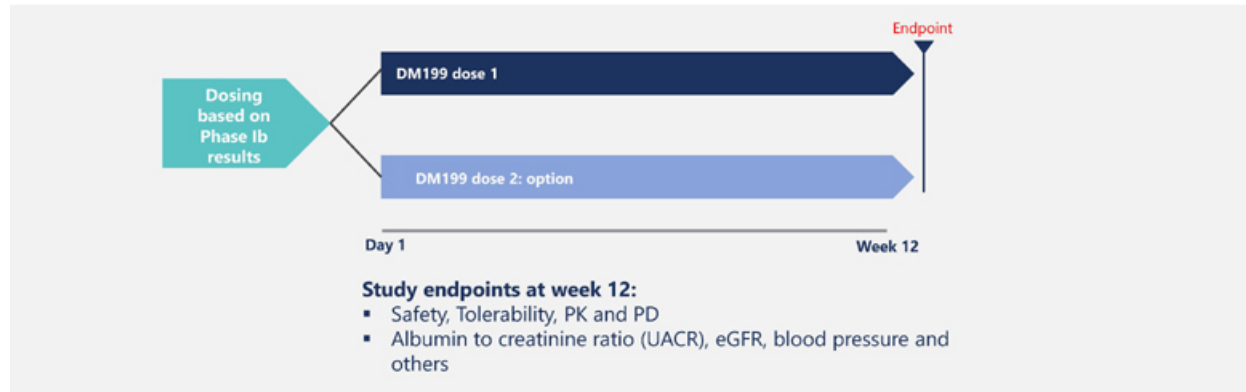 Endpoint
DM199 dose 1
Dosing
based on
Phase Ib
results
DM199 dose 2: option
Day 1
Week 12
Study endpoints at week 12:
▪ Safety, Tolerability, PK and PD
▪ Albumin to creatinine ratio (UACR), eGFR, blood pressure and
others